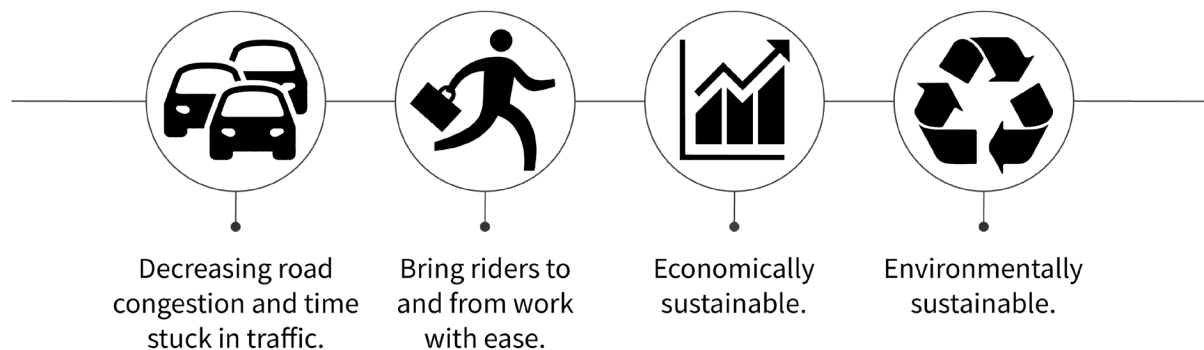 Decreasing road
congestion and time
stuck in traffic.
Bring riders to
and from work
with ease.
Economically
sustainable.
Environmentally
sustainable.